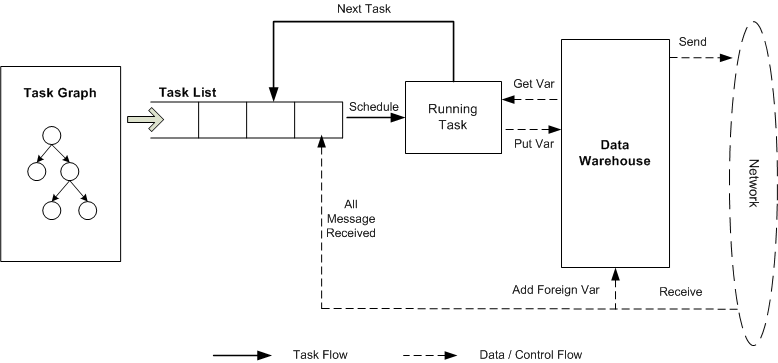 Next Task
Send
Task Graph
Task List
Get Var
Schedule
Running
Task
Put Var
Data
Warehouse
Network
All
Message
Received
Add Foreign Var
Receive
Task Flow
Data / Control Flow